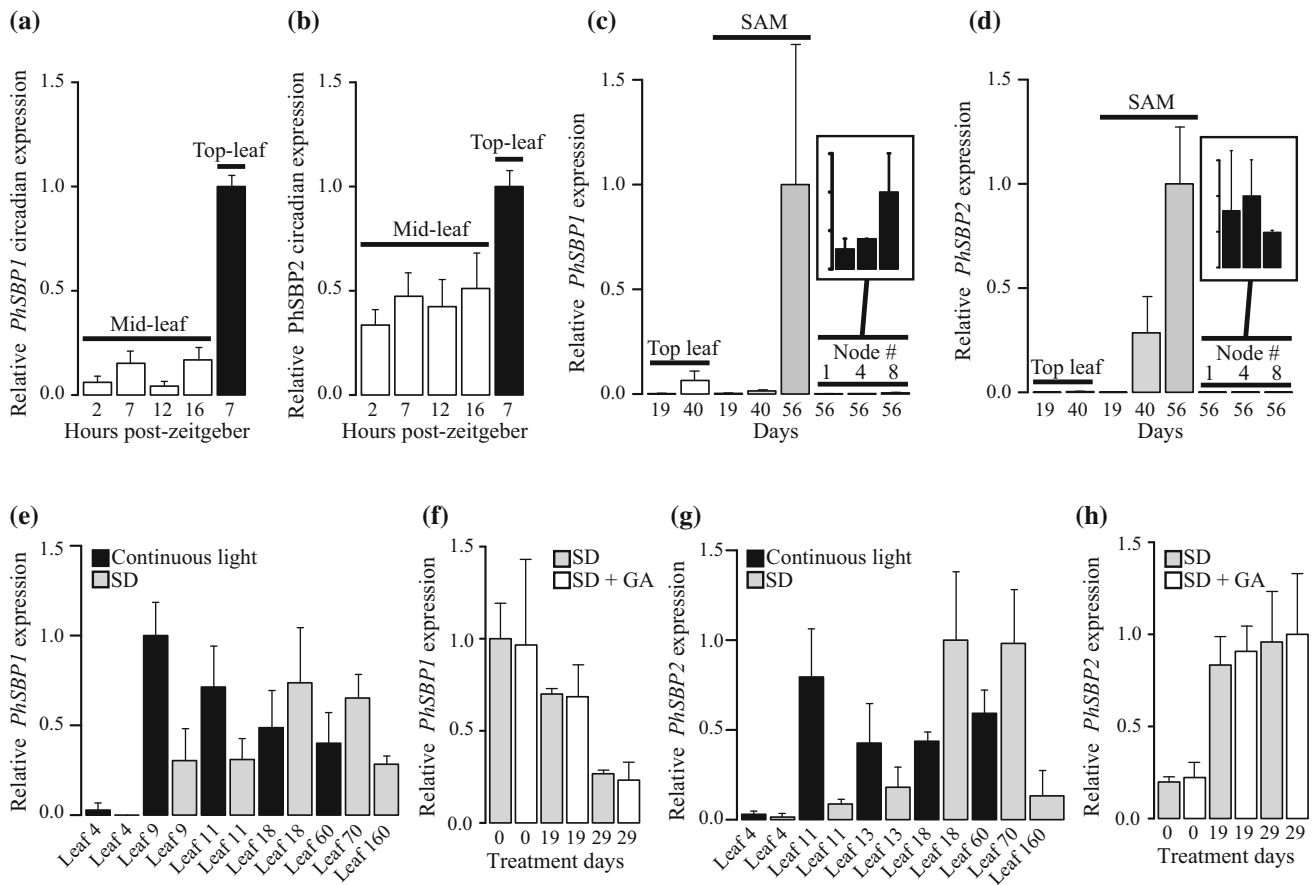 (a)
Relative PhSBP1 circadian expression
1.5
1.0
0.5
0.0
Mid-leaf
Top-leaf
2 7 12 16 7
Hours post-zeitgeber
(b)
Relative PhSBP2 circadian expression
1.5
1.0
0.5
0.0
Mid-leaf
Top-leaf
2 7 12 16 7
Hours post-zeitgeber
(c)
Relative PhSBP1 expression
1.5
1.0
0.5
0.0
SAM
Top leaf
Node #
1 4 8
19 40 19 40 56 56 56 56
Days
(d)
Relative PhSBP2 expression
1.5
1.0
0.5
0.0
SAM
Top leaf
Node #
1 4 8
19 40 19 40 56 56 56 56
Days
(e)
Relative PhSBP1 expression
1.5
1.0
0.5
0.0
Continuous light
SD
Leaf 4 Leaf 4 Leaf 9 Leaf 9 Leaf 11 Leaf 11 Leaf 18 Leaf 18 Leaf 60 Leaf 70 Leaf 160
(f)
Relative PhSBP1 expression
1.5
1.0
0.5
0.0
SD
SD + GA
0 0 19 19 29 29
Treatment days
(g)
Relative PhSBP2 expression
1.5
1.0
0.5
0.0
Continuous light
SD
Leaf 4 Leaf 4 Leaf 11 Leaf 11 Leaf 13 Leaf 13 Leaf 18 Leaf 18 Leaf 60 Leaf 70 Leaf 160
(h)
Relative PhSBP2 expression
1.5
1.0
0.5
0.0
SD
SD + GA
0 0 19 19 29 29
Treatment days